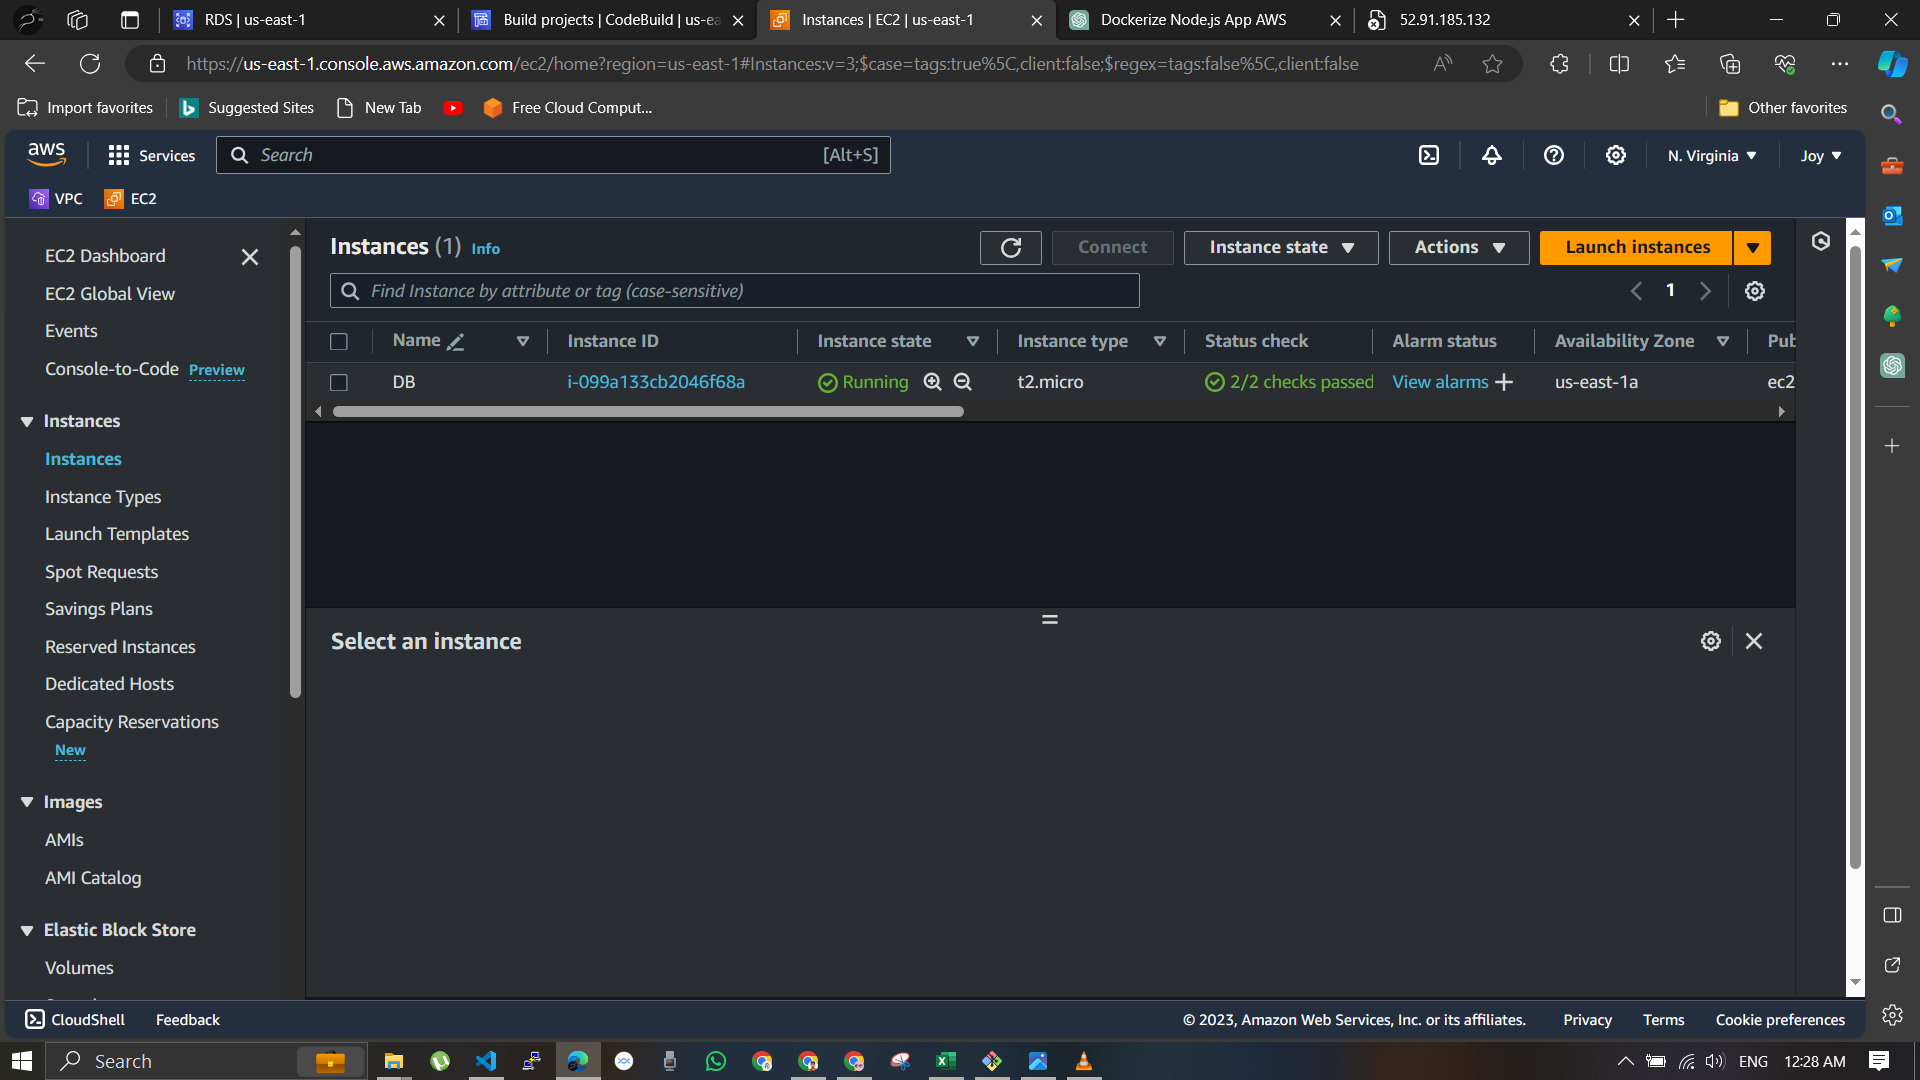 RDS | us-east-1
Build projects | CodeBuild | us-ea
Instances | EC2 | us-east-1
Dockerize Node.js App AWS
52.91.185.132
https://us-east-1.console.aws.amazon.com/ec2/home?region=us-east-1#Instances:v=3;$case=tags:true%5C,client:false;$regex=tags:false%5C,client:false
Import favorites
Suggested Sites
New Tab
Free Cloud Comput...
Other favorites
aws
Services
Search
[Alt+S]
N. Virginia
Joy
VPC
EC2
EC2 Dashboard
EC2 Global View
Events
Console-to-Code Preview
Instances
Instances
Instance Types
Launch Templates
Spot Requests
Savings Plans
Reserved Instances
Dedicated Hosts
Capacity Reservations
New
Images
AMIs
AMI Catalog
Elastic Block Store
Volumes
Instances (1) Info
Connect
Instance state
Actions
Launch instances
Find Instance by attribute or tag (case-sensitive)
1
Name
Instance ID
Instance state
Instance type
Status check
Alarm status
Availability Zone
Pub
DB
i-099a133cb2046f68a
Running
t2.micro
2/2 checks passed
View alarms
us-east-1a
ec2
Select an instance
CloudShell
Feedback
© 2023, Amazon Web Services, Inc. or its affiliates.
Privacy
Terms
Cookie preferences
Search
ENG
12:28 AM